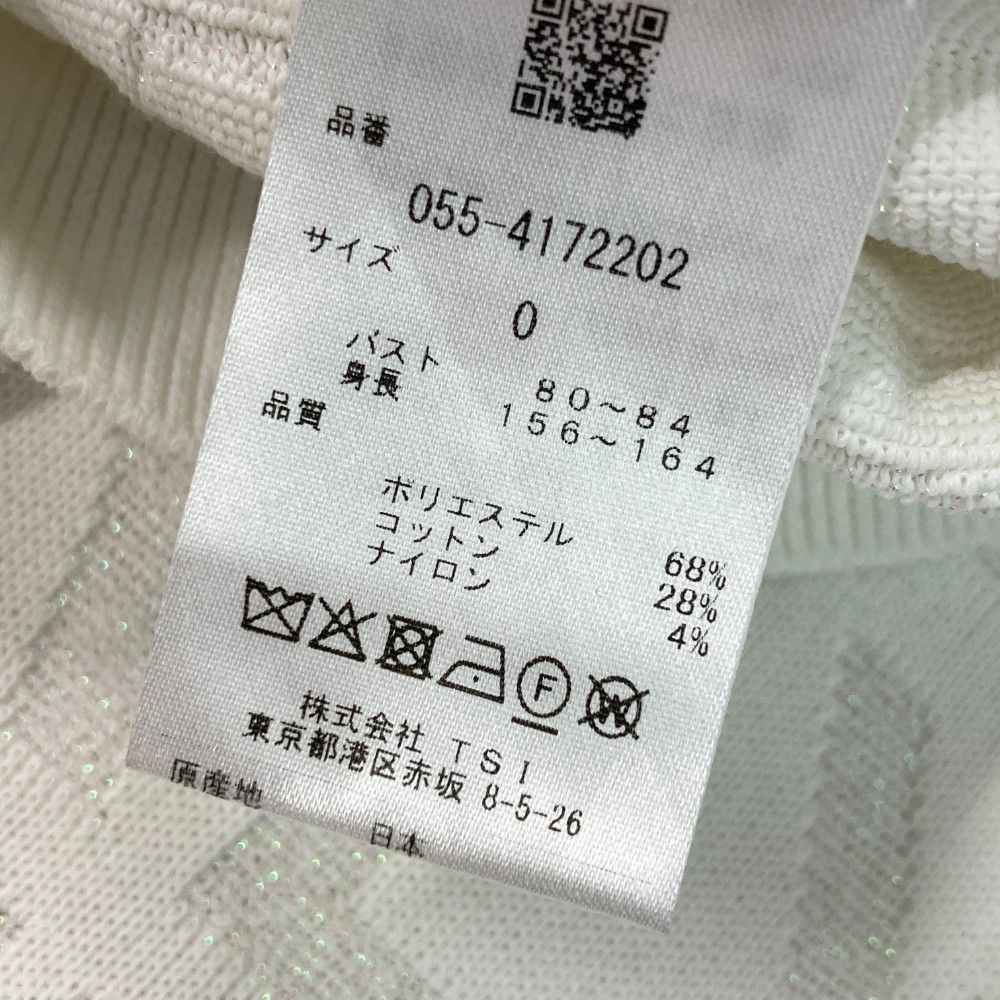 品番
055-4172202
サイズ
0
バスト 80～84
身長 156～164
品質
ポリエステル 68%
コットン 28%
ナイロン 4%
F W
株式会社 TSI
東京都港区赤坂 8-5-26
原産地
日本